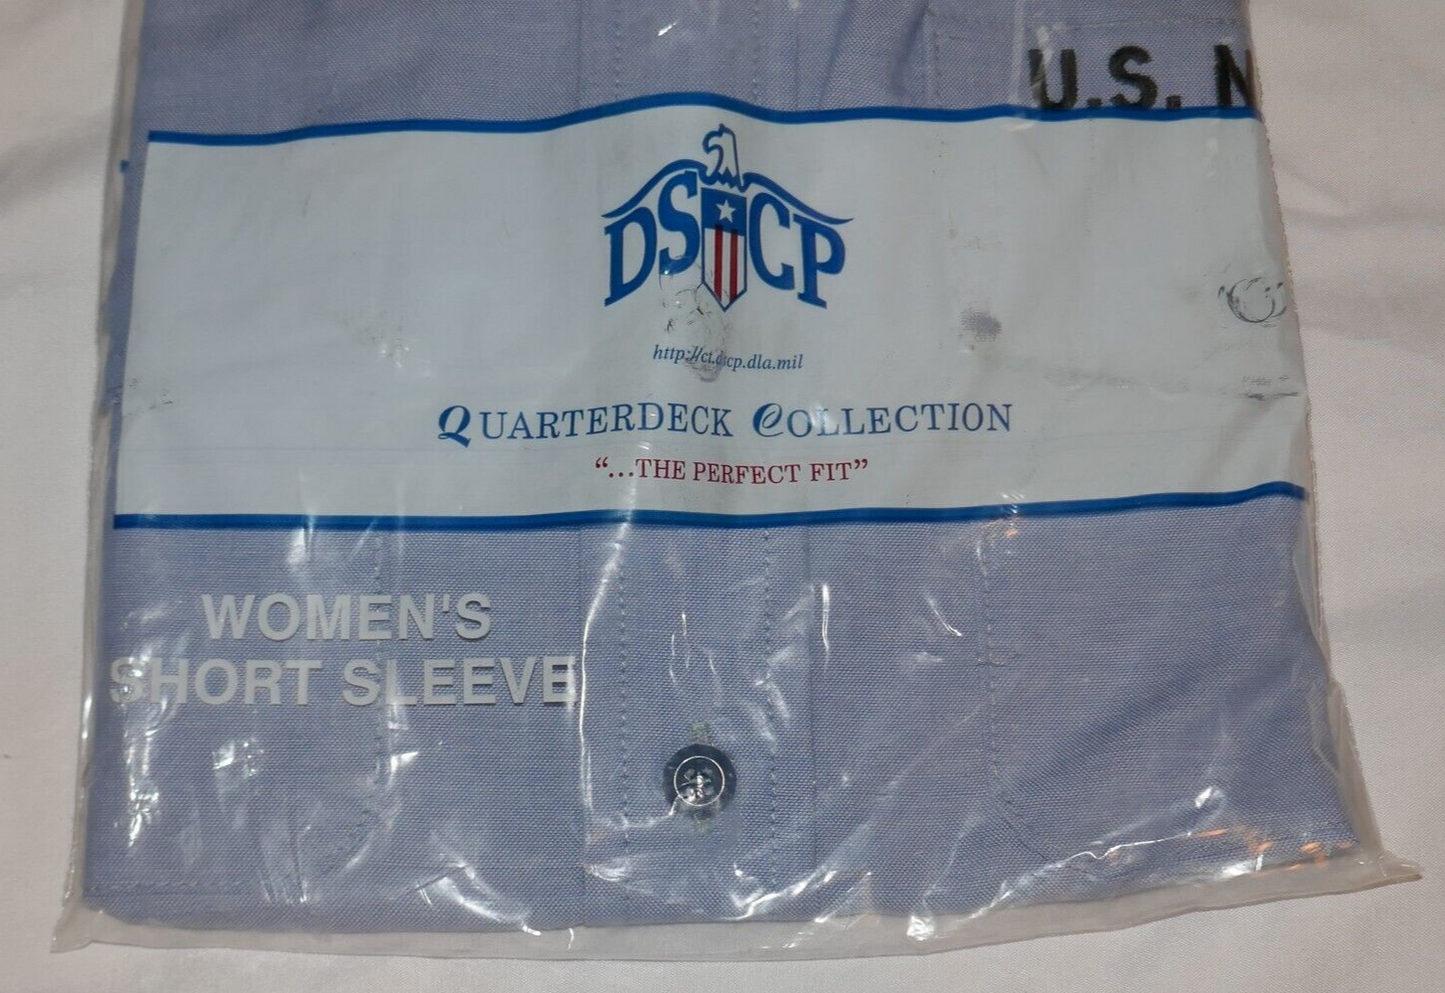 U.S. N
DSCP
http://ct.dscp.dla.mil
QUARTERDECK COLLECTION
“...THE PERFECT FIT”
WOMEN'S
SHORT SLEEVE